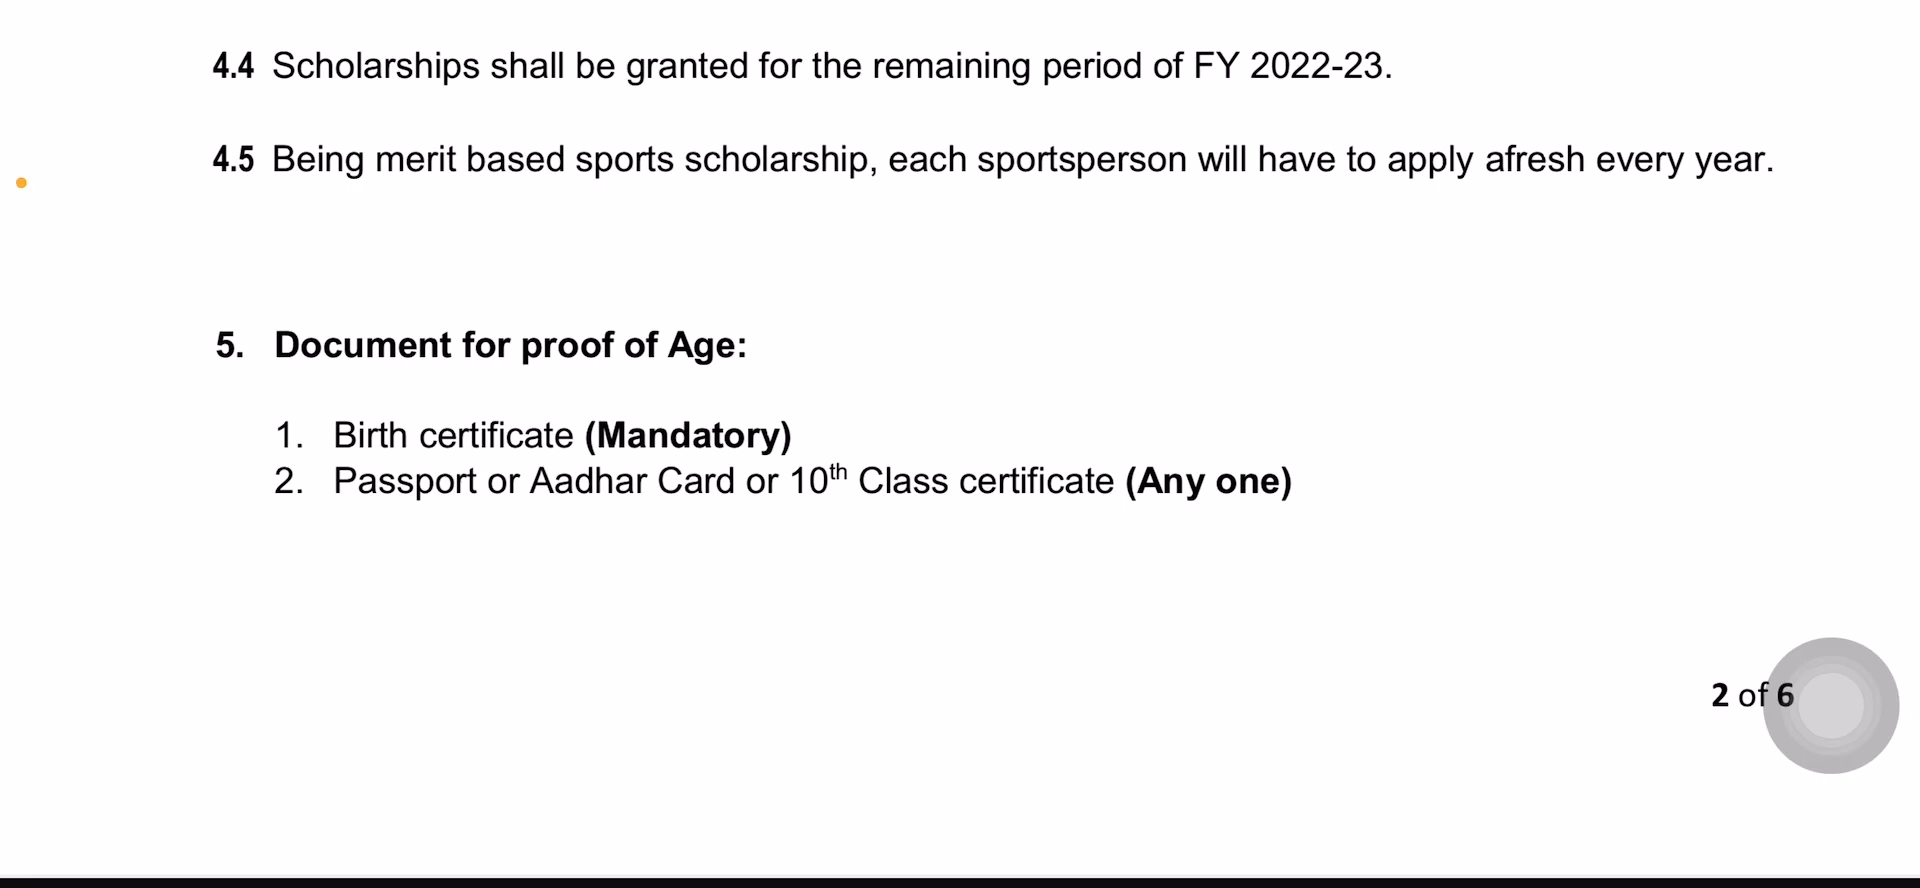 4.4 Scholarships shall be granted for the remaining period of FY 2022-23.
4.5 Being merit based sports scholarship, each sportsperson will have to apply afresh every year.
5. Document for proof of Age:
1. Birth certificate (Mandatory)
2. Passport or Aadhar Card or 10th Class certificate (Any one)
2 of 6